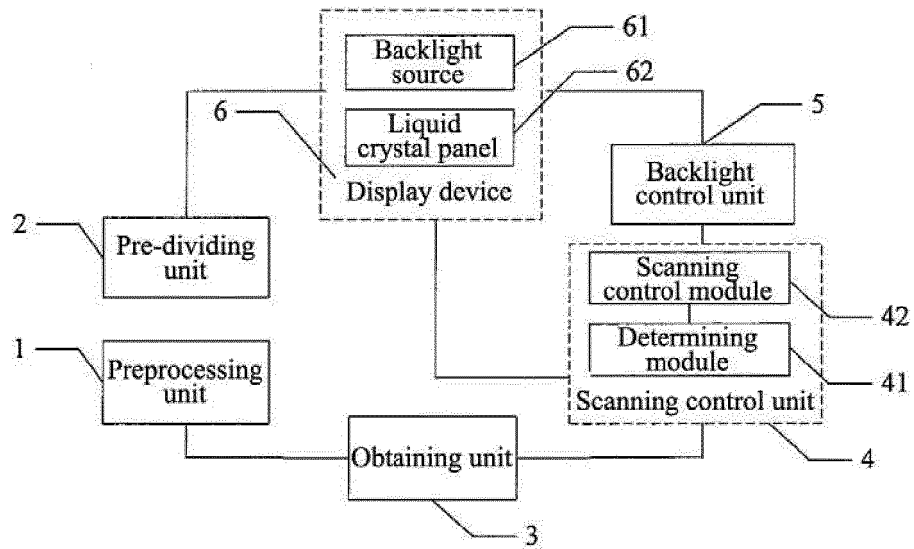 61
Backlight
source
62
6
Liquid
crystal panel
5
Display device
Backlight
control unit
2
Pre-dividing
unit
Scanning
control module
42
1
Preprocessing
unit
Determining
module
41
Scanning control unit
Obtaining unit
4
3